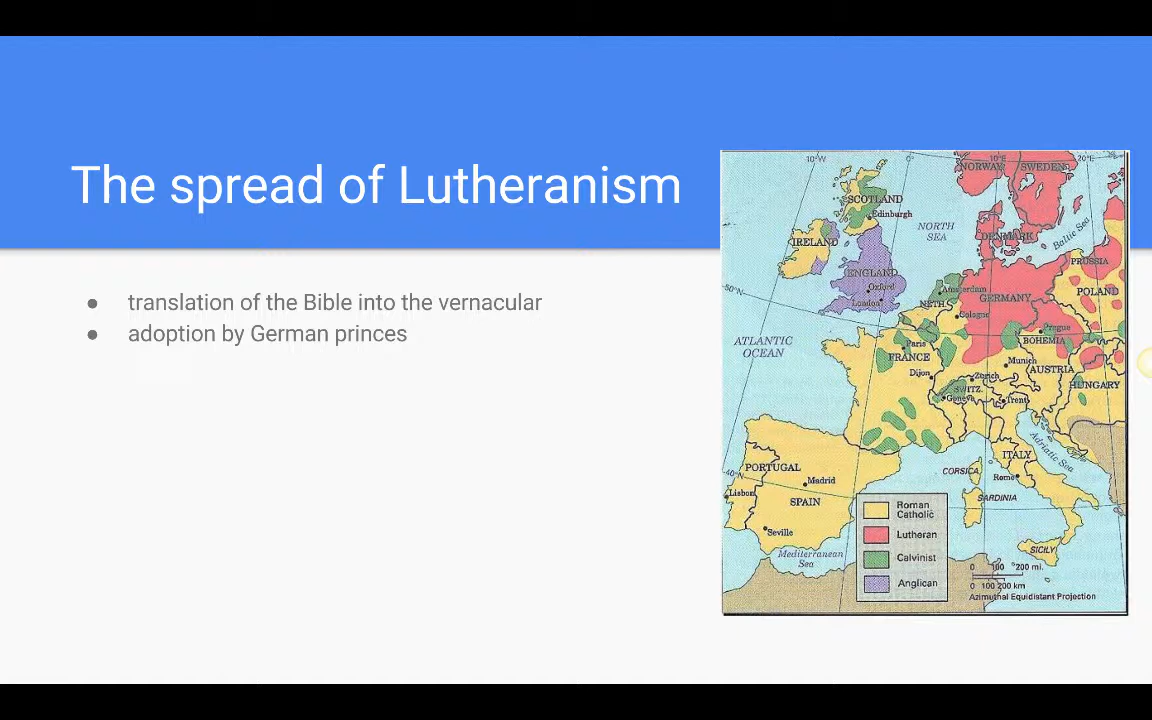 The spread of Lutheranism
● translation of the Bible into the vernacular
● adoption by German princes
10°W
0°
10°E
20°E
NORWAY
SWEDEN
SCOTLAND
Edinburgh
NORTH
SEA
DENMARK
Baltic Sea
IRELAND
PRUSSIA
ENGLAND
Oxford
London
Amsterdam
NETH.
GERMANY
POLAND
50°N
Cologne
Prague
BOHEMIA
ATLANTIC
OCEAN
Paris
FRANCE
Munich
AUSTRIA
Dijon
Zurich
SWITZ.
Geneva
HUNGARY
Trent
Adriatic Sea
ITALY
PORTUGAL
Madrid
CORSICA
Rome
40°N
Lisbon
SPAIN
SARDINIA
Seville
Mediterranean
Sea
SICILY
Roman
Catholic
Lutheran
Calvinist
Anglican
0 100 200 mi.
0 100 200 km
Azimuthal Equidistant Projection